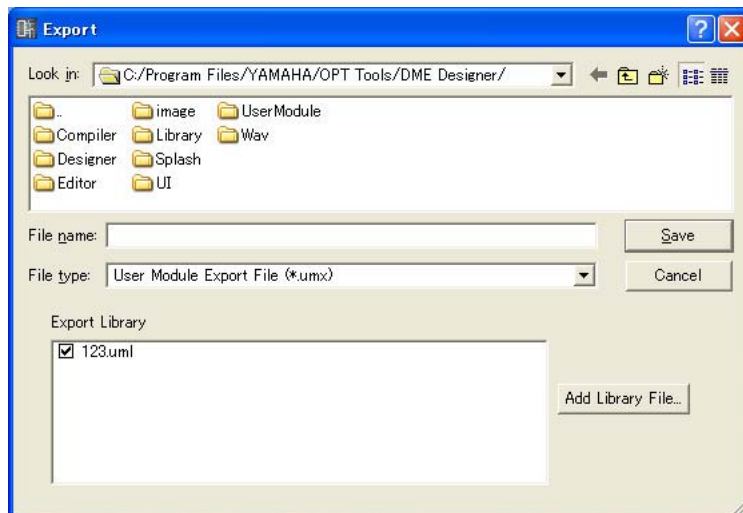 Export
Look in: C:/Program Files/YAMAHA/OPT Tools/DME Designer/
.. image UserModule
Compiler Library Wav
Designer Splash
Editor UI
File name: Save
File type: User Module Export File (*.umx) Cancel
Export Library
123.uml
Add Library File...